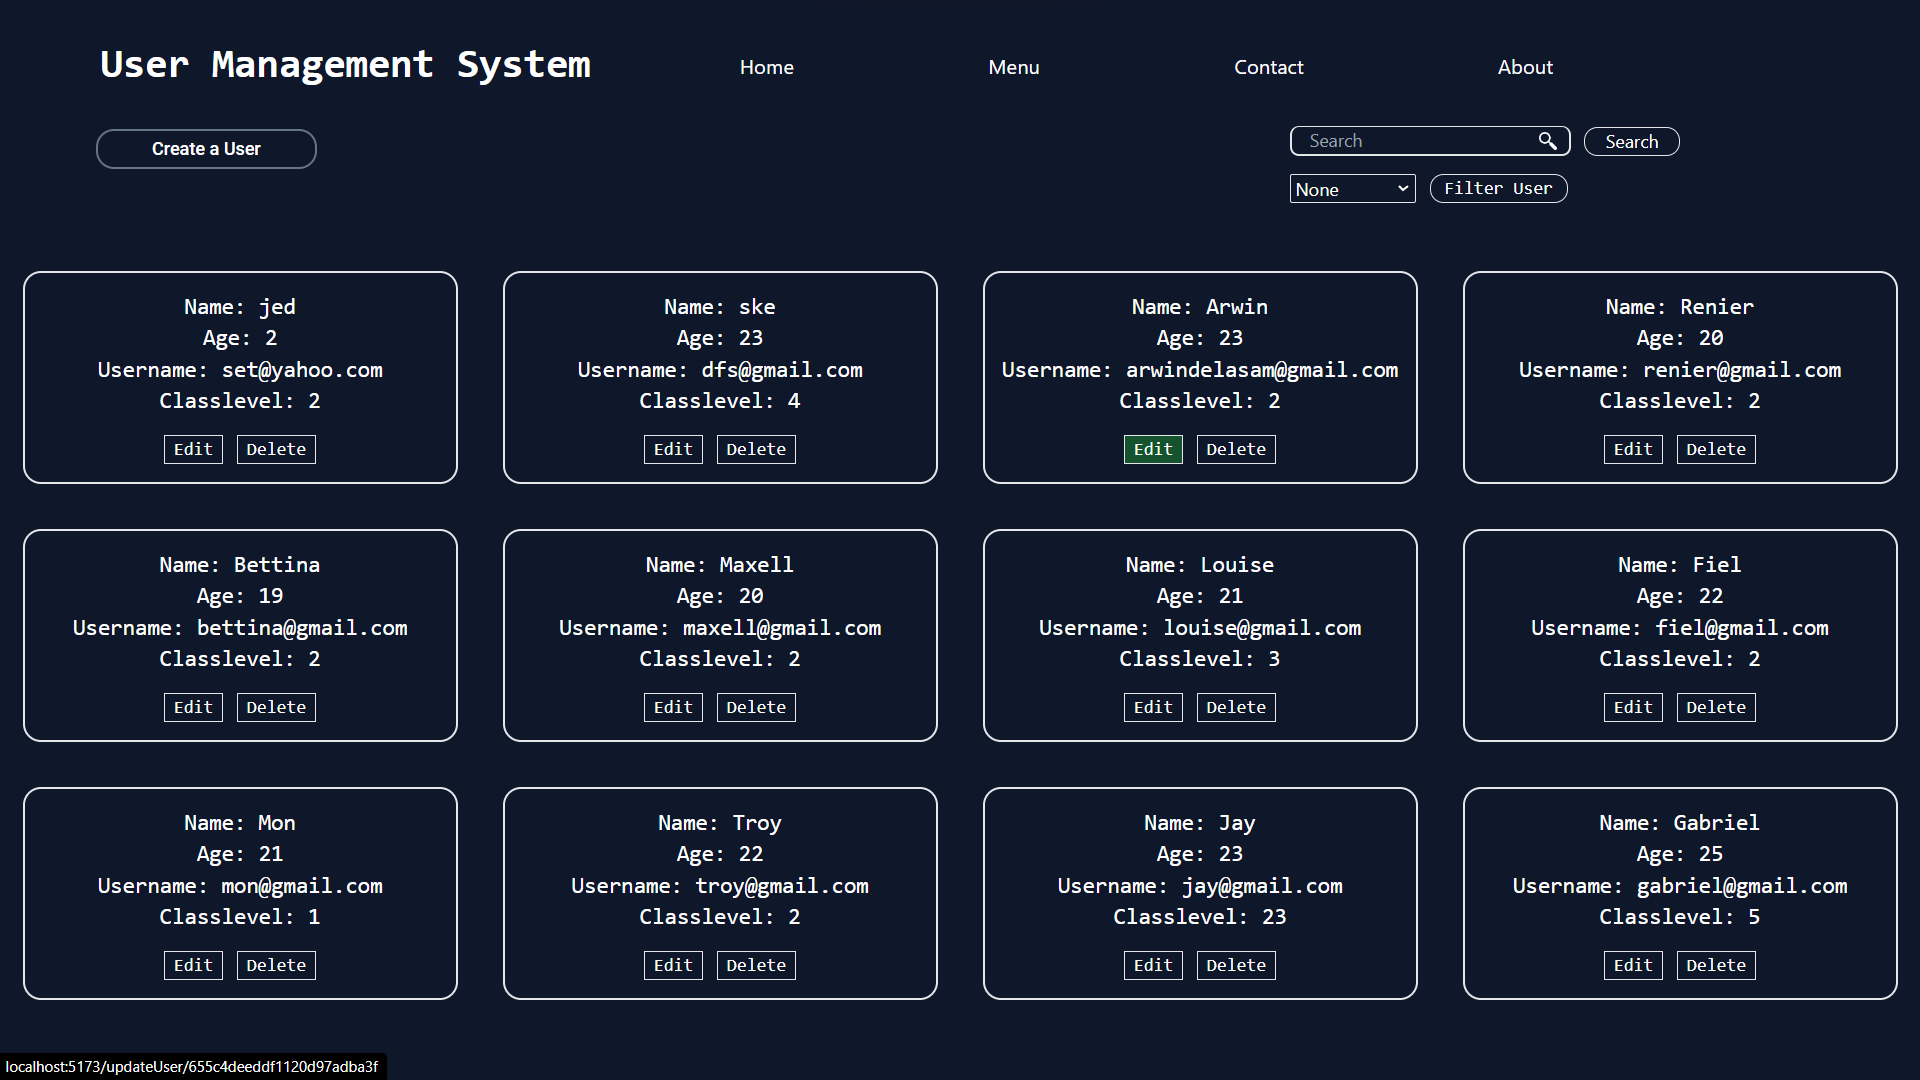 User Management System
Home
Menu
Contact
About
Create a User
Search
Search
None
Filter User
Name: jed
Age: 2
Username: set@yahoo.com
Classlevel: 2
Edit Delete
Name: ske
Age: 23
Username: dfs@gmail.com
Classlevel: 4
Edit Delete
Name: Arwin
Age: 23
Username: arwindelasam@gmail.com
Classlevel: 2
Edit Delete
Name: Renier
Age: 20
Username: renier@gmail.com
Classlevel: 2
Edit Delete
Name: Bettina
Age: 19
Username: bettina@gmail.com
Classlevel: 2
Edit Delete
Name: Maxell
Age: 20
Username: maxell@gmail.com
Classlevel: 2
Edit Delete
Name: Louise
Age: 21
Username: louise@gmail.com
Classlevel: 3
Edit Delete
Name: Fiel
Age: 22
Username: fiel@gmail.com
Classlevel: 2
Edit Delete
Name: Mon
Age: 21
Username: mon@gmail.com
Classlevel: 1
Edit Delete
Name: Troy
Age: 22
Username: troy@gmail.com
Classlevel: 2
Edit Delete
Name: Jay
Age: 23
Username: jay@gmail.com
Classlevel: 23
Edit Delete
Name: Gabriel
Age: 25
Username: gabriel@gmail.com
Classlevel: 5
Edit Delete
localhost:5173/updateUser/655c4deeddf1120d97adba3f